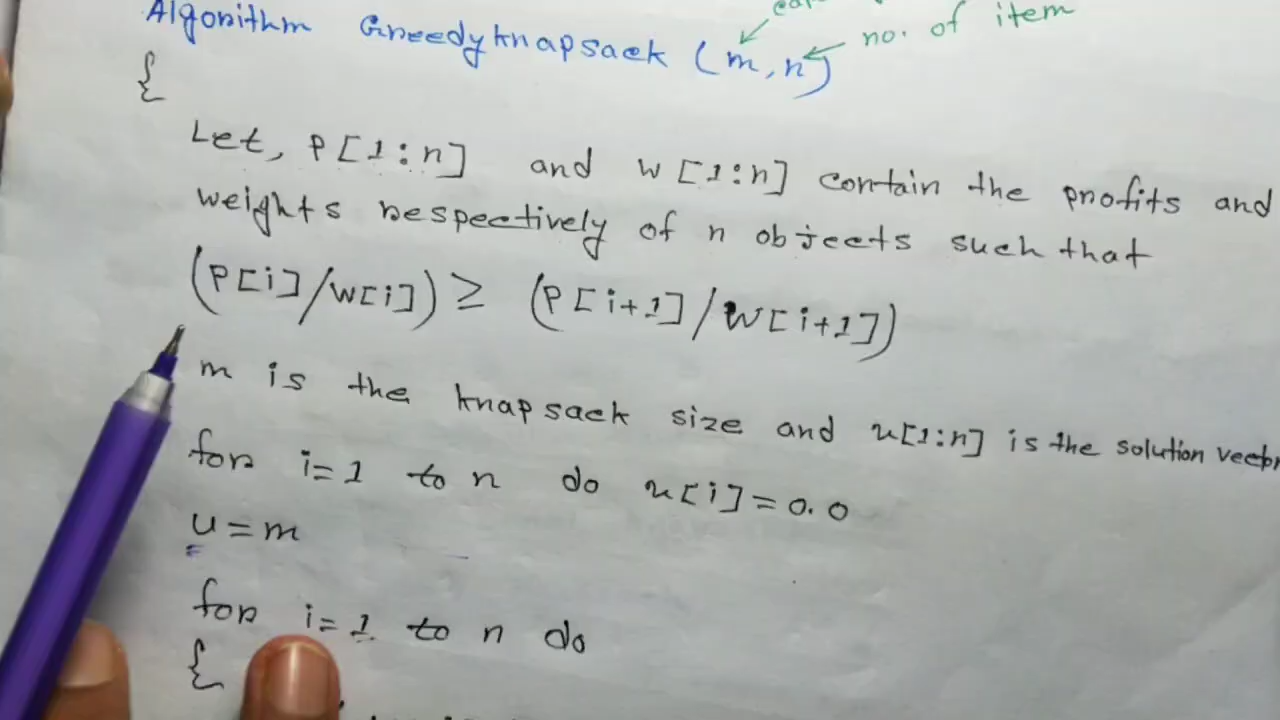 no. of item
Algorithm Greedyknapsack (m,n)
{
Let, P[1:n] and W[1:n] contain the profits and
weights respectively of n objects such that
(P[i]/W[i]) ≥ (P[i+1]/W[i+1])
m is the knapsack size and x[1:n] is the solution vector
for i=1 to n do x[i]=0.0
u=m
for i=1 to n do
{